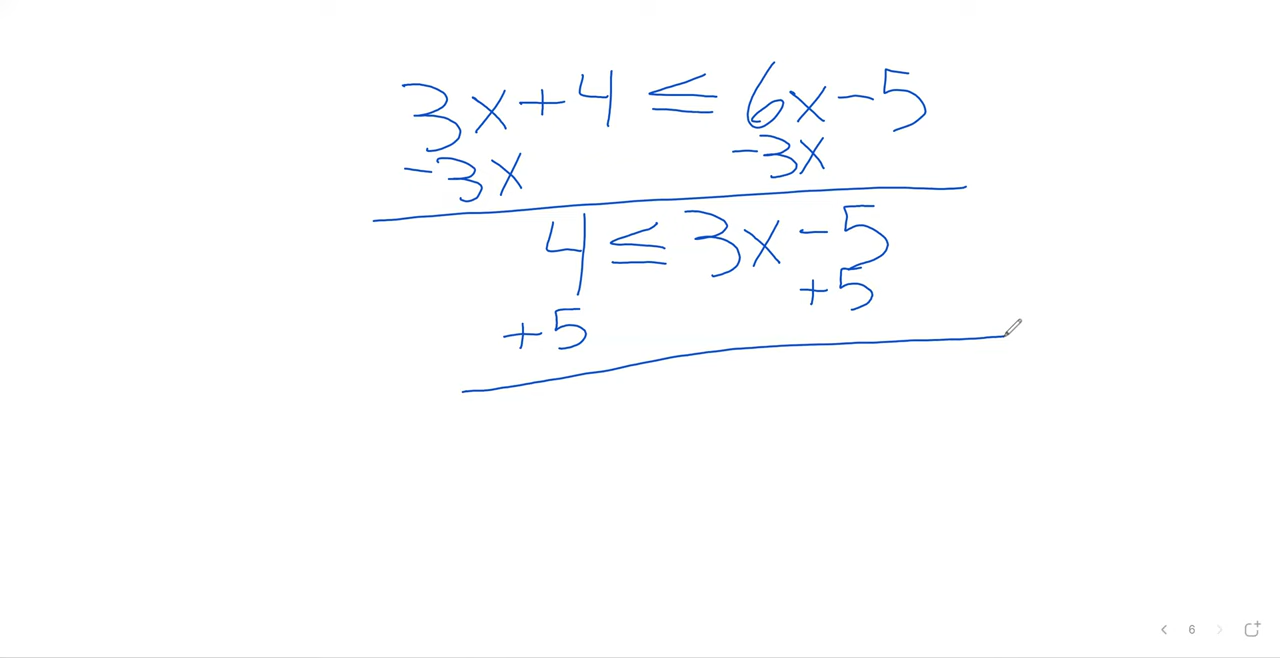 3x+4 ≤ 6x-5
-3x -3x
4 ≤ 3x-5
+5 +5
6